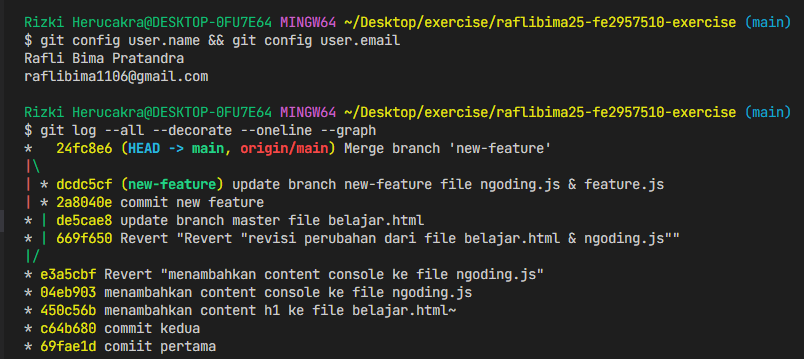 Rizki Herucakra@DESKTOP-0FU7E64 MINGW64 ~/Desktop/exercise/raflibima25-fe2957510-exercise (main)
$ git config user.name && git config user.email
Rafli Bima Pratandra
raflibima1106@gmail.com
Rizki Herucakra@DESKTOP-0FU7E64 MINGW64 ~/Desktop/exercise/raflibima25-fe2957510-exercise (main)
$ git log --all --decorate --oneline --graph
*   24fc8e6 (HEAD -> main, origin/main) Merge branch 'new-feature'
|\
| * dcdc5cf (new-feature) update branch new-feature file ngoding.js & feature.js
| * 2a8040e commit new feature
* | de5cae8 update branch master file belajar.html
* | 669f650 Revert "Revert "revisi perubahan dari file belajar.html & ngoding.js""
|/
* e3a5cbf Revert "menambahkan content console ke file ngoding.js"
* 04eb903 menambahkan content console ke file ngoding.js
* 450c56b menambahkan content h1 ke file belajar.html~
* c64b680 commit kedua
* 69fae1d comiit pertama